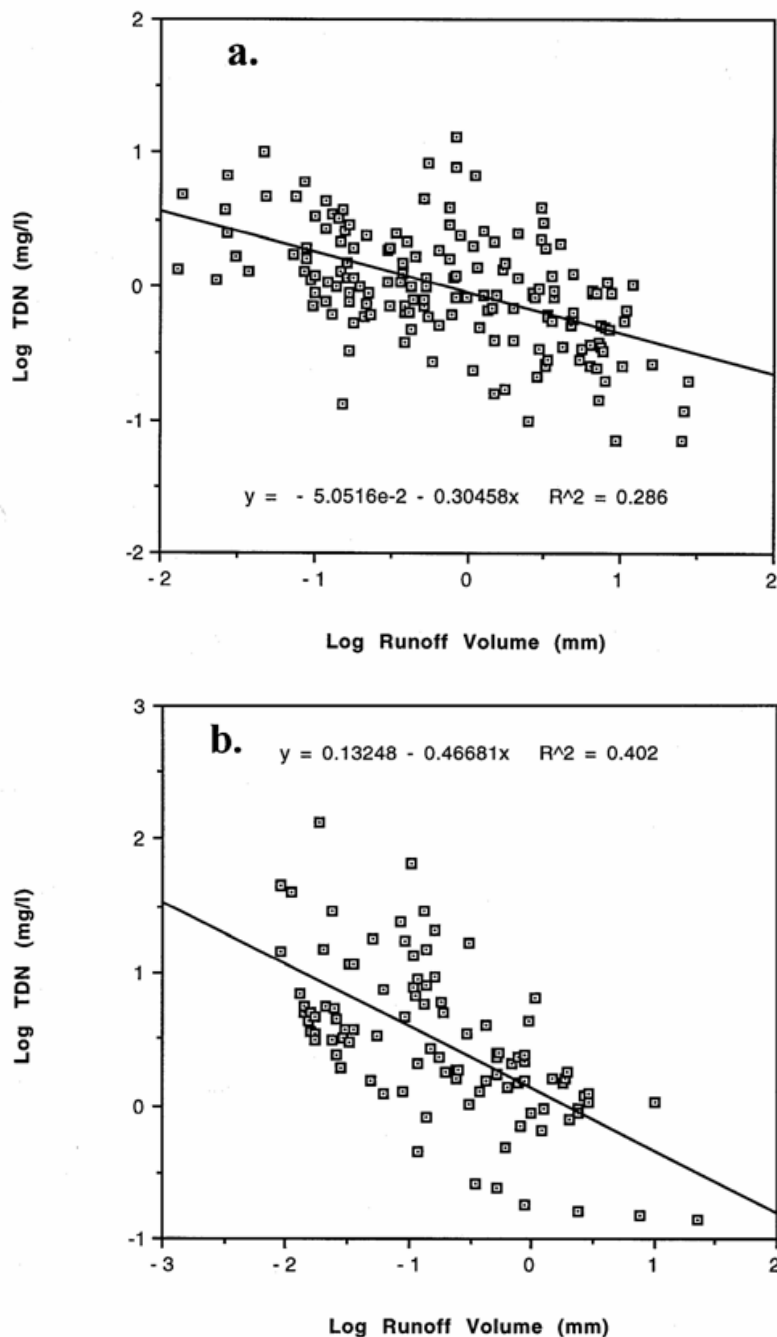 a.
2
1
0
-1
-2
-2
-1
0
1
2
Log TDN (mg/l)
y = - 5.0516e-2 - 0.30458x R^2 = 0.286
Log Runoff Volume (mm)
b.
y = 0.13248 - 0.46681x R^2 = 0.402
3
2
1
0
-1
-3
-2
-1
0
1
2
Log TDN (mg/l)
Log Runoff Volume (mm)